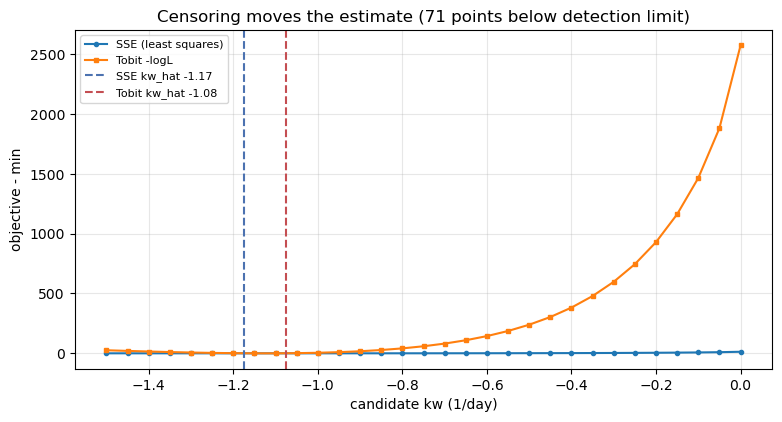 Censoring moves the estimate (71 points below detection limit)
SSE (least squares)
Tobit -logL
SSE kw_hat -1.17
Tobit kw_hat -1.08
objective - min
2500
2000
1500
1000
500
0
−1.4 −1.2 −1.0 −0.8 −0.6 −0.4 −0.2 0.0
candidate kw (1/day)